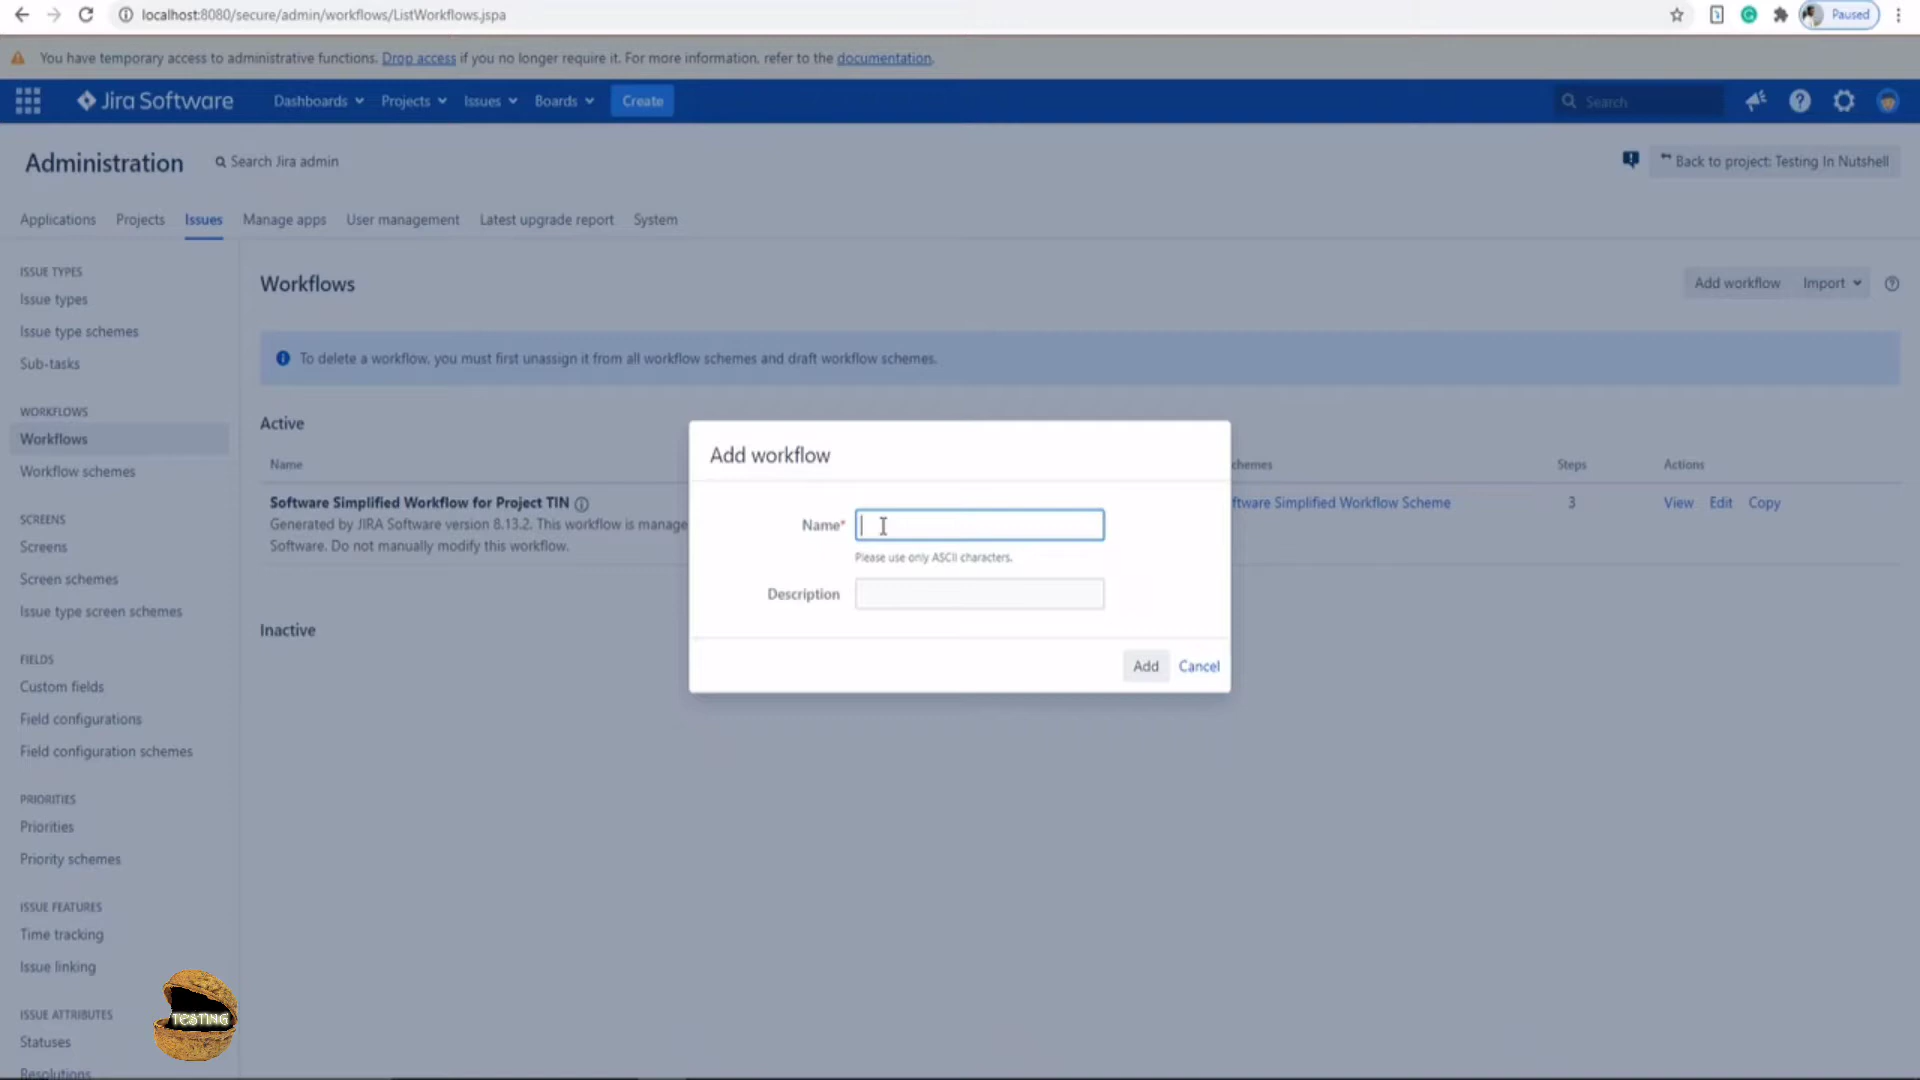 localhost:8080/secure/admin/workflows/ListWorkflows.jspa
Paused
You have temporary access to administrative functions. Drop access if you no longer require it. For more information, refer to the documentation.
Jira Software
Dashboards
Projects
Issues
Boards
Create
Search
Administration
Search Jira admin
Back to project: Testing In Nutshell
Applications
Projects
Issues
Manage apps
User management
Latest upgrade report
System
ISSUE TYPES
Issue types
Issue type schemes
Sub-tasks
WORKFLOWS
Workflows
Workflow schemes
SCREENS
Screens
Screen schemes
Issue type screen schemes
FIELDS
Custom fields
Field configurations
Field configuration schemes
PRIORITIES
Priorities
Priority schemes
ISSUE FEATURES
Time tracking
Issue linking
ISSUE ATTRIBUTES
Statuses
Resolutions
Workflows
Add workflow
Import
To delete a workflow, you must first unassign it from all workflow schemes and draft workflow schemes.
Active
Name
chemes
Steps
Actions
Software Simplified Workflow for Project TIN
Generated by JIRA Software version 8.13.2. This workflow is manage
Software. Do not manually modify this workflow.
ftware Simplified Workflow Scheme
3
View
Edit
Copy
Inactive
Add workflow
Name*
Please use only ASCII characters.
Description
Add
Cancel
TESTING